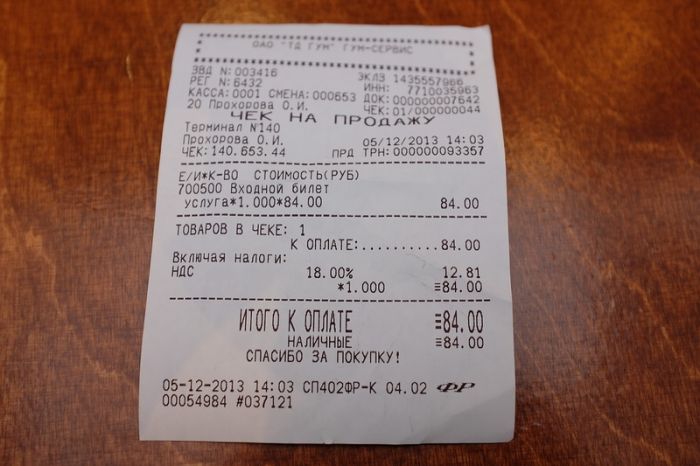 ОАО "ТД ГУМ" ГУМ-СЕРВИС
ЗВД N:003416 ЭКЛЗ 1435557966
РЕГ N:6432 ИНН: 7710035963
КАССА:0001 СМЕНА:000653 ДОК:000000007642
20 Прохорова О.И. ЧЕК:01/000000044
ЧЕК НА ПРОДАЖУ
Терминал N140
Прохорова О.И. 05/12/2013 14:03
ЧЕК:140.653.44 ПРД ТРН:000000093357
Е/И*К-ВО СТОИМОСТЬ(РУБ)
700500 Входной билет
услуга*1.000*84.00 84.00
ТОВАРОВ В ЧЕКЕ: 1
К ОПЛАТЕ:..........84.00
Включая налоги:
НДС 18.00% 12.81
*1.000 ≡84.00
ИТОГО К ОПЛАТЕ ≡84.00
НАЛИЧНЫЕ ≡84.00
СПАСИБО ЗА ПОКУПКУ!
05-12-2013 14:03 СП402ФР-К 04.02 ФР
00054984 #037121